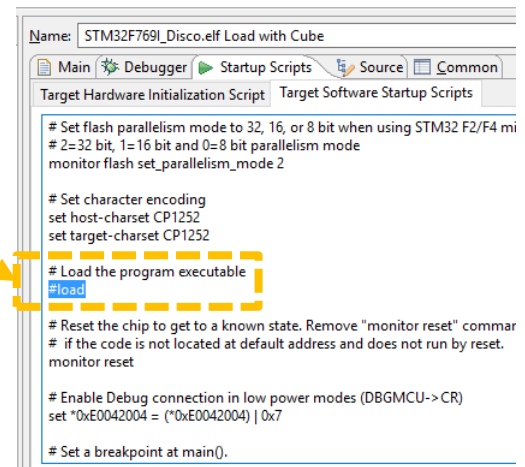 Name: STM32F769I_Disco.elf Load with Cube
Main Debugger Startup Scripts Source Common
Target Hardware Initialization Script Target Software Startup Scripts
# Set flash parallelism mode to 32, 16, or 8 bit when using STM32 F2/F4 mi
# 2=32 bit, 1=16 bit and 0=8 bit parallelism mode
monitor flash set_parallelism_mode 2
# Set character encoding
set host-charset CP1252
set target-charset CP1252
# Load the program executable
#load
# Reset the chip to get to a known state. Remove "monitor reset" commar
#  if the code is not located at default address and does not run by reset.
monitor reset
# Enable Debug connection in low power modes (DBGMCU->CR)
set *0xE0042004 = (*0xE0042004) | 0x7
# Set a breakpoint at main().